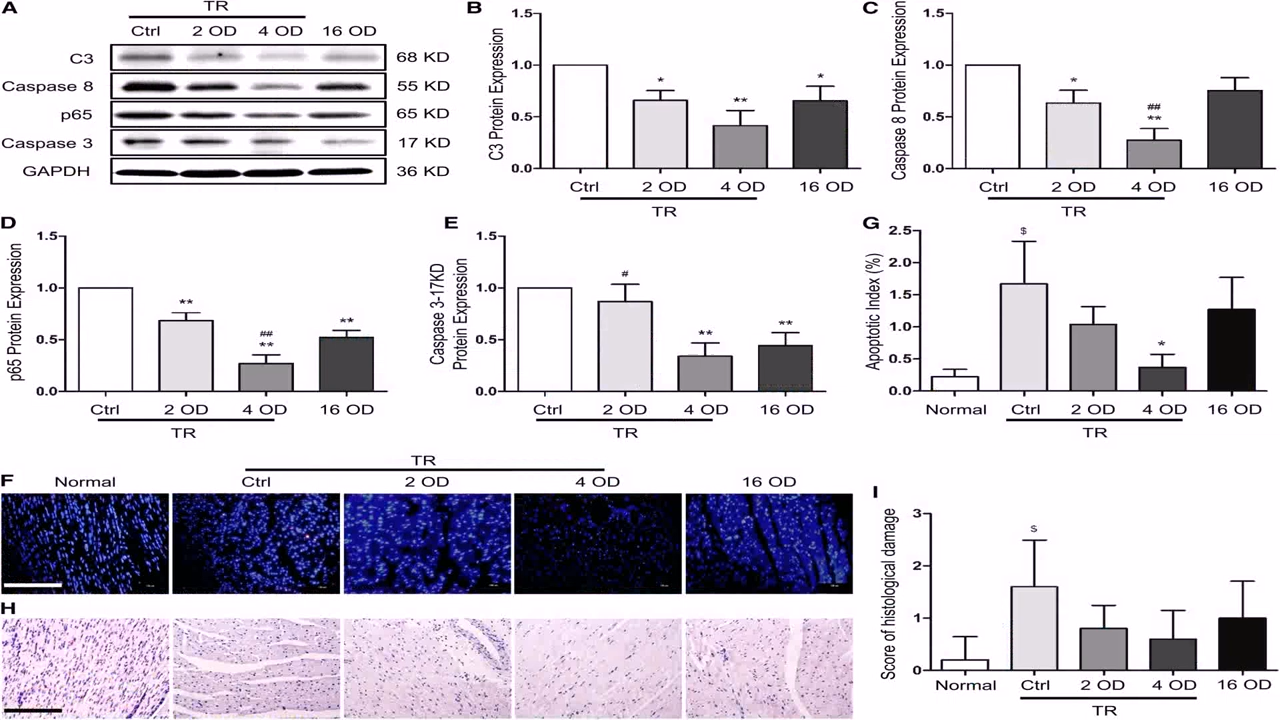 A
TR
Ctrl 2 OD 4 OD 16 OD
C3 68 KD
Caspase 8 55 KD
p65 65 KD
Caspase 3 17 KD
GAPDH 36 KD
B
C3 Protein Expression
1.5
1.0
0.5
0.0
*
**
*
Ctrl 2 OD 4 OD 16 OD
TR
C
Caspase 8 Protein Expression
1.5
1.0
0.5
0.0
*
##
**
Ctrl 2 OD 4 OD 16 OD
TR
D
p65 Protein Expression
1.5
1.0
0.5
0.0
**
##
**
**
Ctrl 2 OD 4 OD 16 OD
TR
E
Caspase 3-17KD
Protein Expression
1.5
1.0
0.5
0.0
#
**
**
Ctrl 2 OD 4 OD 16 OD
TR
G
Apoptotic Index (%)
2.5
2.0
1.5
1.0
0.5
0.0
$
*
Normal Ctrl 2 OD 4 OD 16 OD
TR
F
TR
Normal Ctrl 2 OD 4 OD 16 OD
H
I
Score of histological damage
3
2
1
0
$
Normal Ctrl 2 OD 4 OD 16 OD
TR